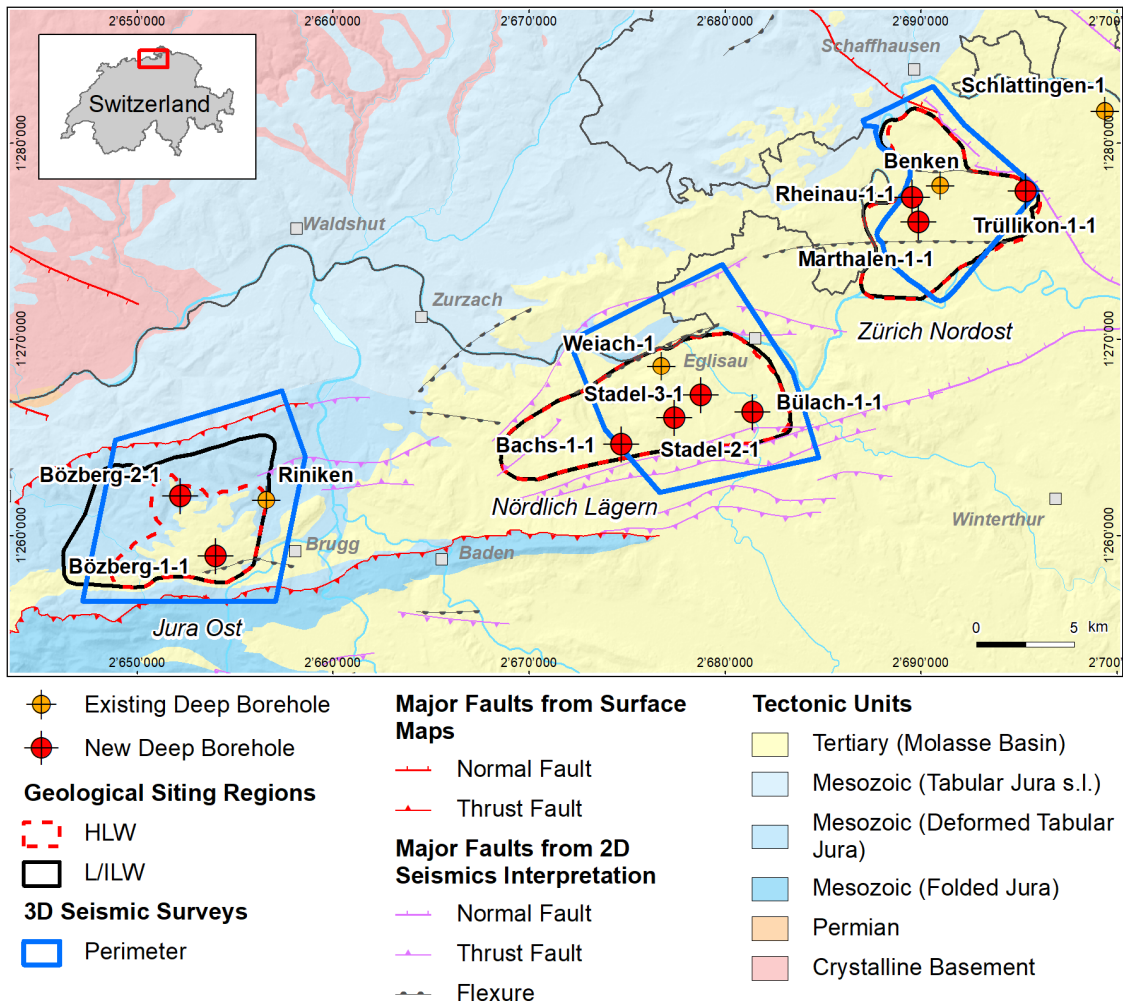 2'650'000
2'660'000
2'670'000
2'680'000
2'690'000
2'700
Schaffhausen
Schlattingen-1
Switzerland
1'280'000
1'280'000
Benken
Rheinau-1-1
Trüllikon-1-1
Waldshut
Marthalen-1-1
Zurzach
Zürich Nordost
1'270'000
1'270'000
Weiach-1
Eglisau
Stadel-3-1
Bülach-1-1
Bachs-1-1
Stadel-2-1
Bözberg-2-1
Riniken
Nördlich Lägern
Winterthur
1'260'000
1'260'000
Brugg
Baden
Bözberg-1-1
Jura Ost
0 5 km
2'650'000
2'660'000
2'670'000
2'680'000
2'690'000
2'700
Existing Deep Borehole
New Deep Borehole
Geological Siting Regions
HLW
L/ILW
3D Seismic Surveys
Perimeter
Major Faults from Surface
Maps
Normal Fault
Thrust Fault
Major Faults from 2D
Seismics Interpretation
Normal Fault
Thrust Fault
Flexure
Tectonic Units
Tertiary (Molasse Basin)
Mesozoic (Tabular Jura s.l.)
Mesozoic (Deformed Tabular
Jura)
Mesozoic (Folded Jura)
Permian
Crystalline Basement